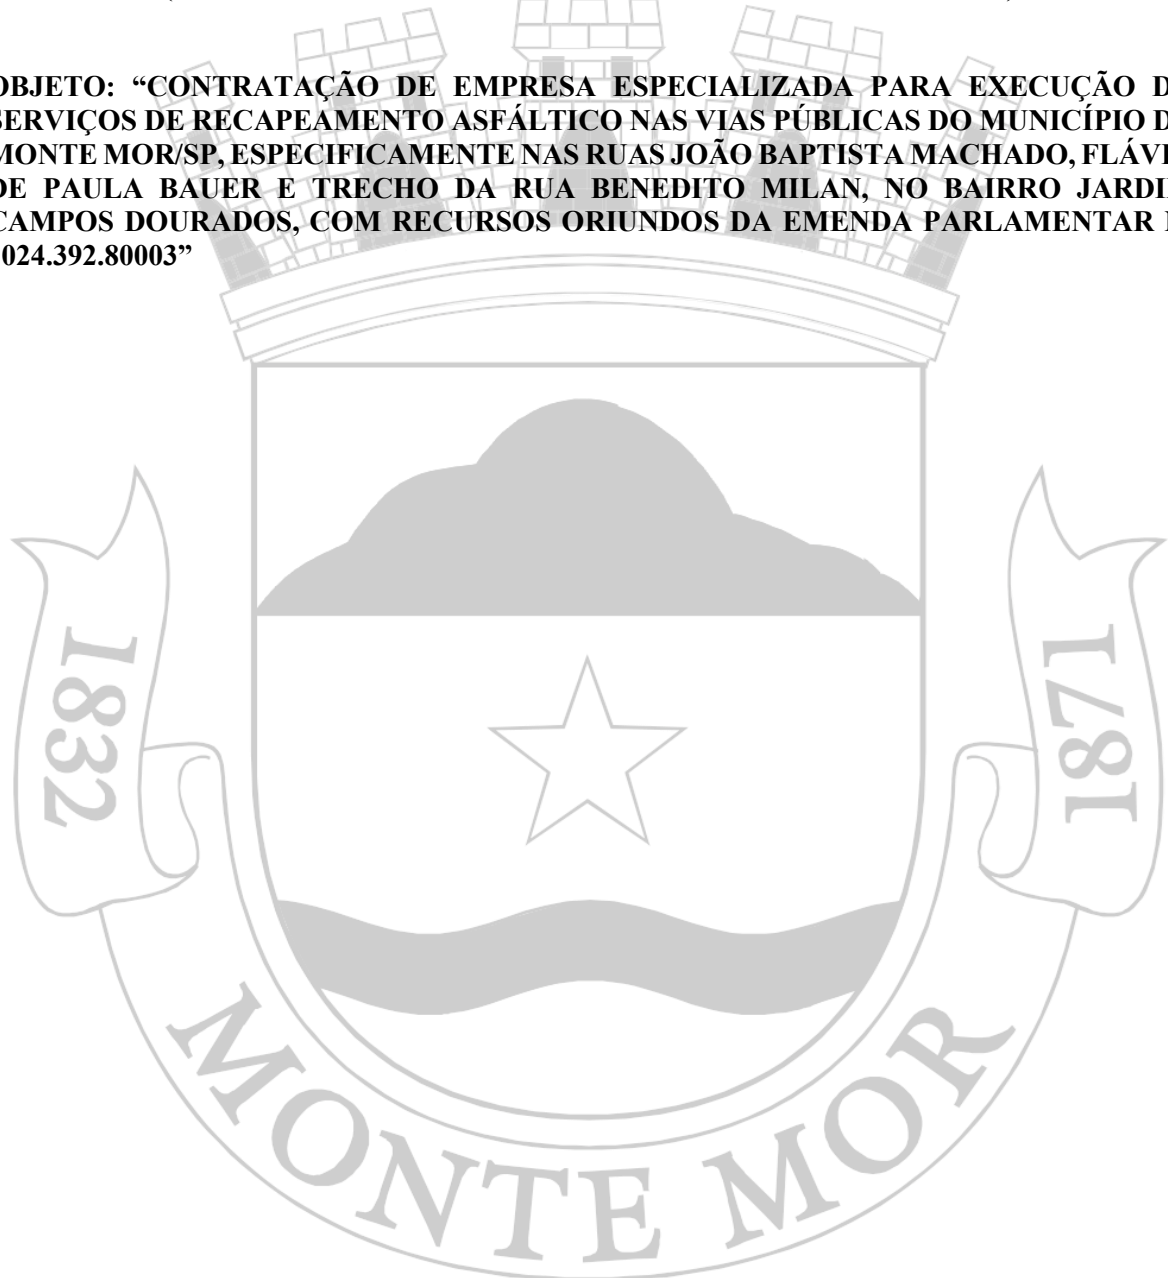 OBJETO: “CONTRATAÇÃO DE EMPRESA ESPECIALIZADA PARA EXECUÇÃO D
SERVIÇOS DE RECAPEAMENTO ASFÁLTICO NAS VIAS PÚBLICAS DO MUNICÍPIO D
MONTE MOR/SP, ESPECIFICAMENTE NAS RUAS JOÃO BAPTISTA MACHADO, FLÁVI
DE PAULA BAUER E TRECHO DA RUA BENEDITO MILAN, NO BAIRRO JARDI
CAMPOS DOURADOS, COM RECURSOS ORIUNDOS DA EMENDA PARLAMENTAR
024.392.80003”
1832
1871
MONTE MOR